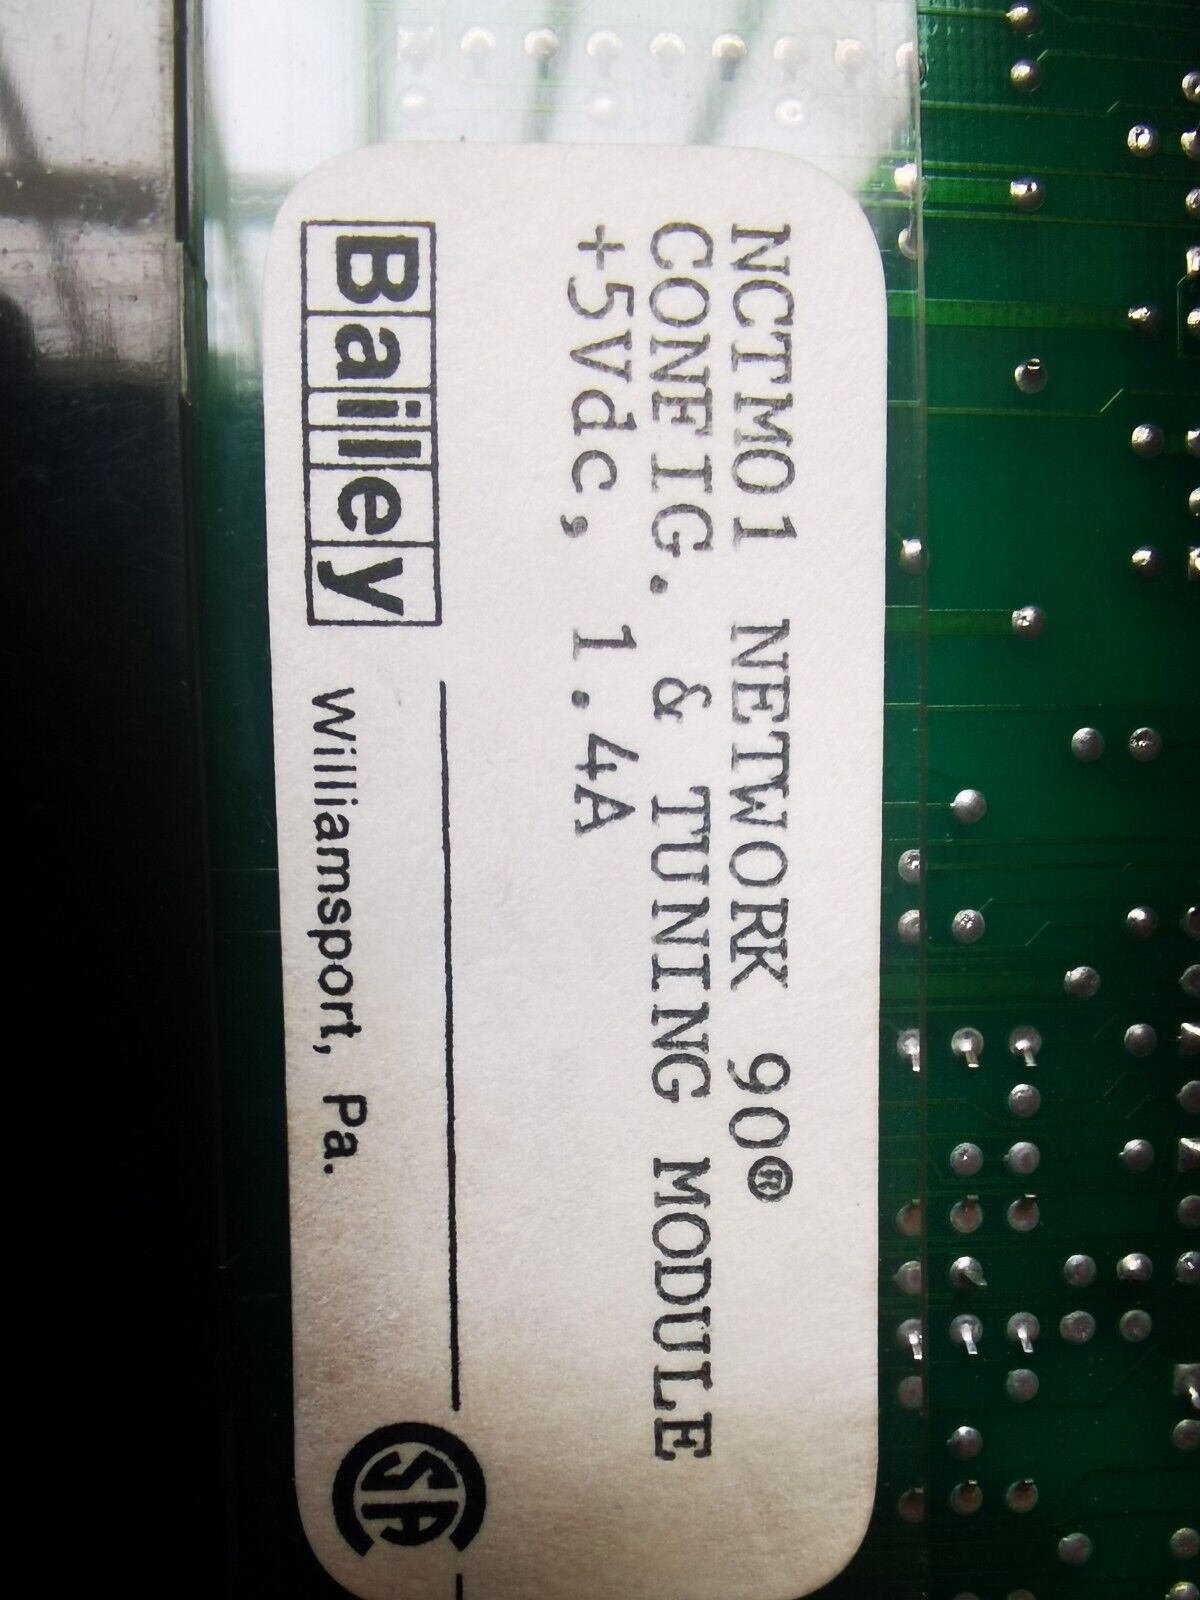 NCTM01 NETWORK 90®
CONFIG. & TUNING MODULE
+5Vdc, 1.4A
Bailey Williamsport, Pa.
SA